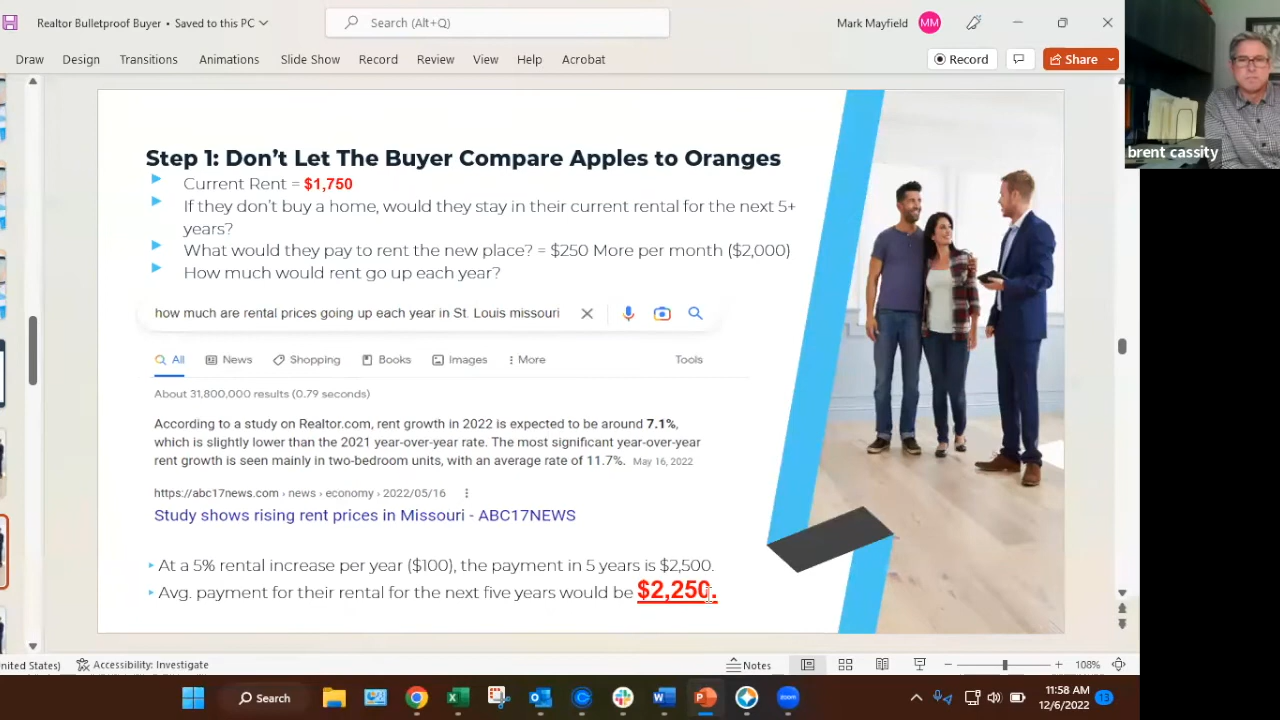 Realtor Bulletproof Buyer • Saved to this PC
Search (Alt+Q)
Mark Mayfield
MM
Draw
Design
Transitions
Animations
Slide Show
Record
Review
View
Help
Acrobat
Record
Share
brent cassity
Step 1: Don't Let The Buyer Compare Apples to Oranges
Current Rent = $1,750
If they don't buy a home, would they stay in their current rental for the next 5+
years?
What would they pay to rent the new place? = $250 More per month ($2,000)
How much would rent go up each year?
how much are rental prices going up each year in St. Louis missouri
All
News
Shopping
Books
Images
More
Tools
About 31,800,000 results (0.79 seconds)
According to a study on Realtor.com, rent growth in 2022 is expected to be around 7.1%,
which is slightly lower than the 2021 year-over-year rate. The most significant year-over-year
rent growth is seen mainly in two-bedroom units, with an average rate of 11.7%. May 16, 2022
https://abc17news.com › news › economy › 2022/05/16
Study shows rising rent prices in Missouri - ABC17NEWS
At a 5% rental increase per year ($100), the payment in 5 years is $2,500.
Avg. payment for their rental for the next five years would be $2,250.
nited States)
Accessibility: Investigate
Notes
108%
Search
zoom
11:58 AM
12/6/2022
13